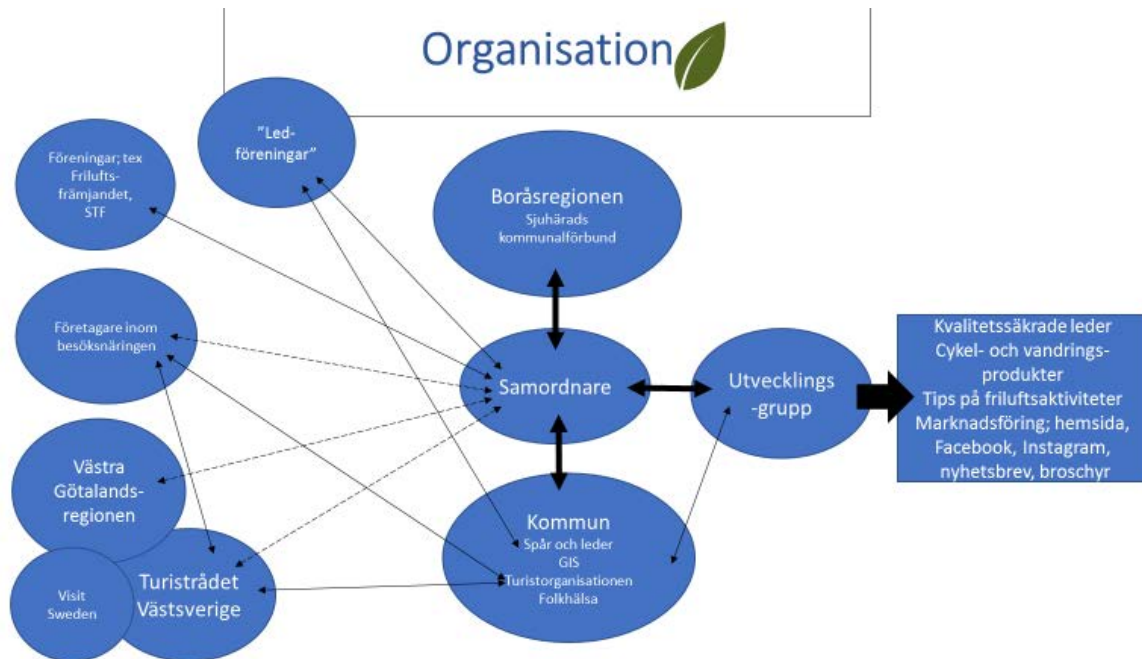 Organisation
”Led-
föreningar”
Föreningar; tex
Frilufts-
främjandet,
STF
Boråsregionen
Sjuhärads
kommunalförbund
Företagare inom
besöksnäringen
Samordnare
Utvecklings
-grupp
Kvalitetssäkrade leder
Cykel- och vandrings-
produkter
Tips på friluftsaktiviteter
Marknadsföring; hemsida,
Facebook, Instagram,
nyhetsbrev, broschyr
Västra
Götalands-
regionen
Kommun
Spår och leder
GIS
Turistorganisationen
Folkhälsa
Turistrådet
Västsverige
Visit
Sweden